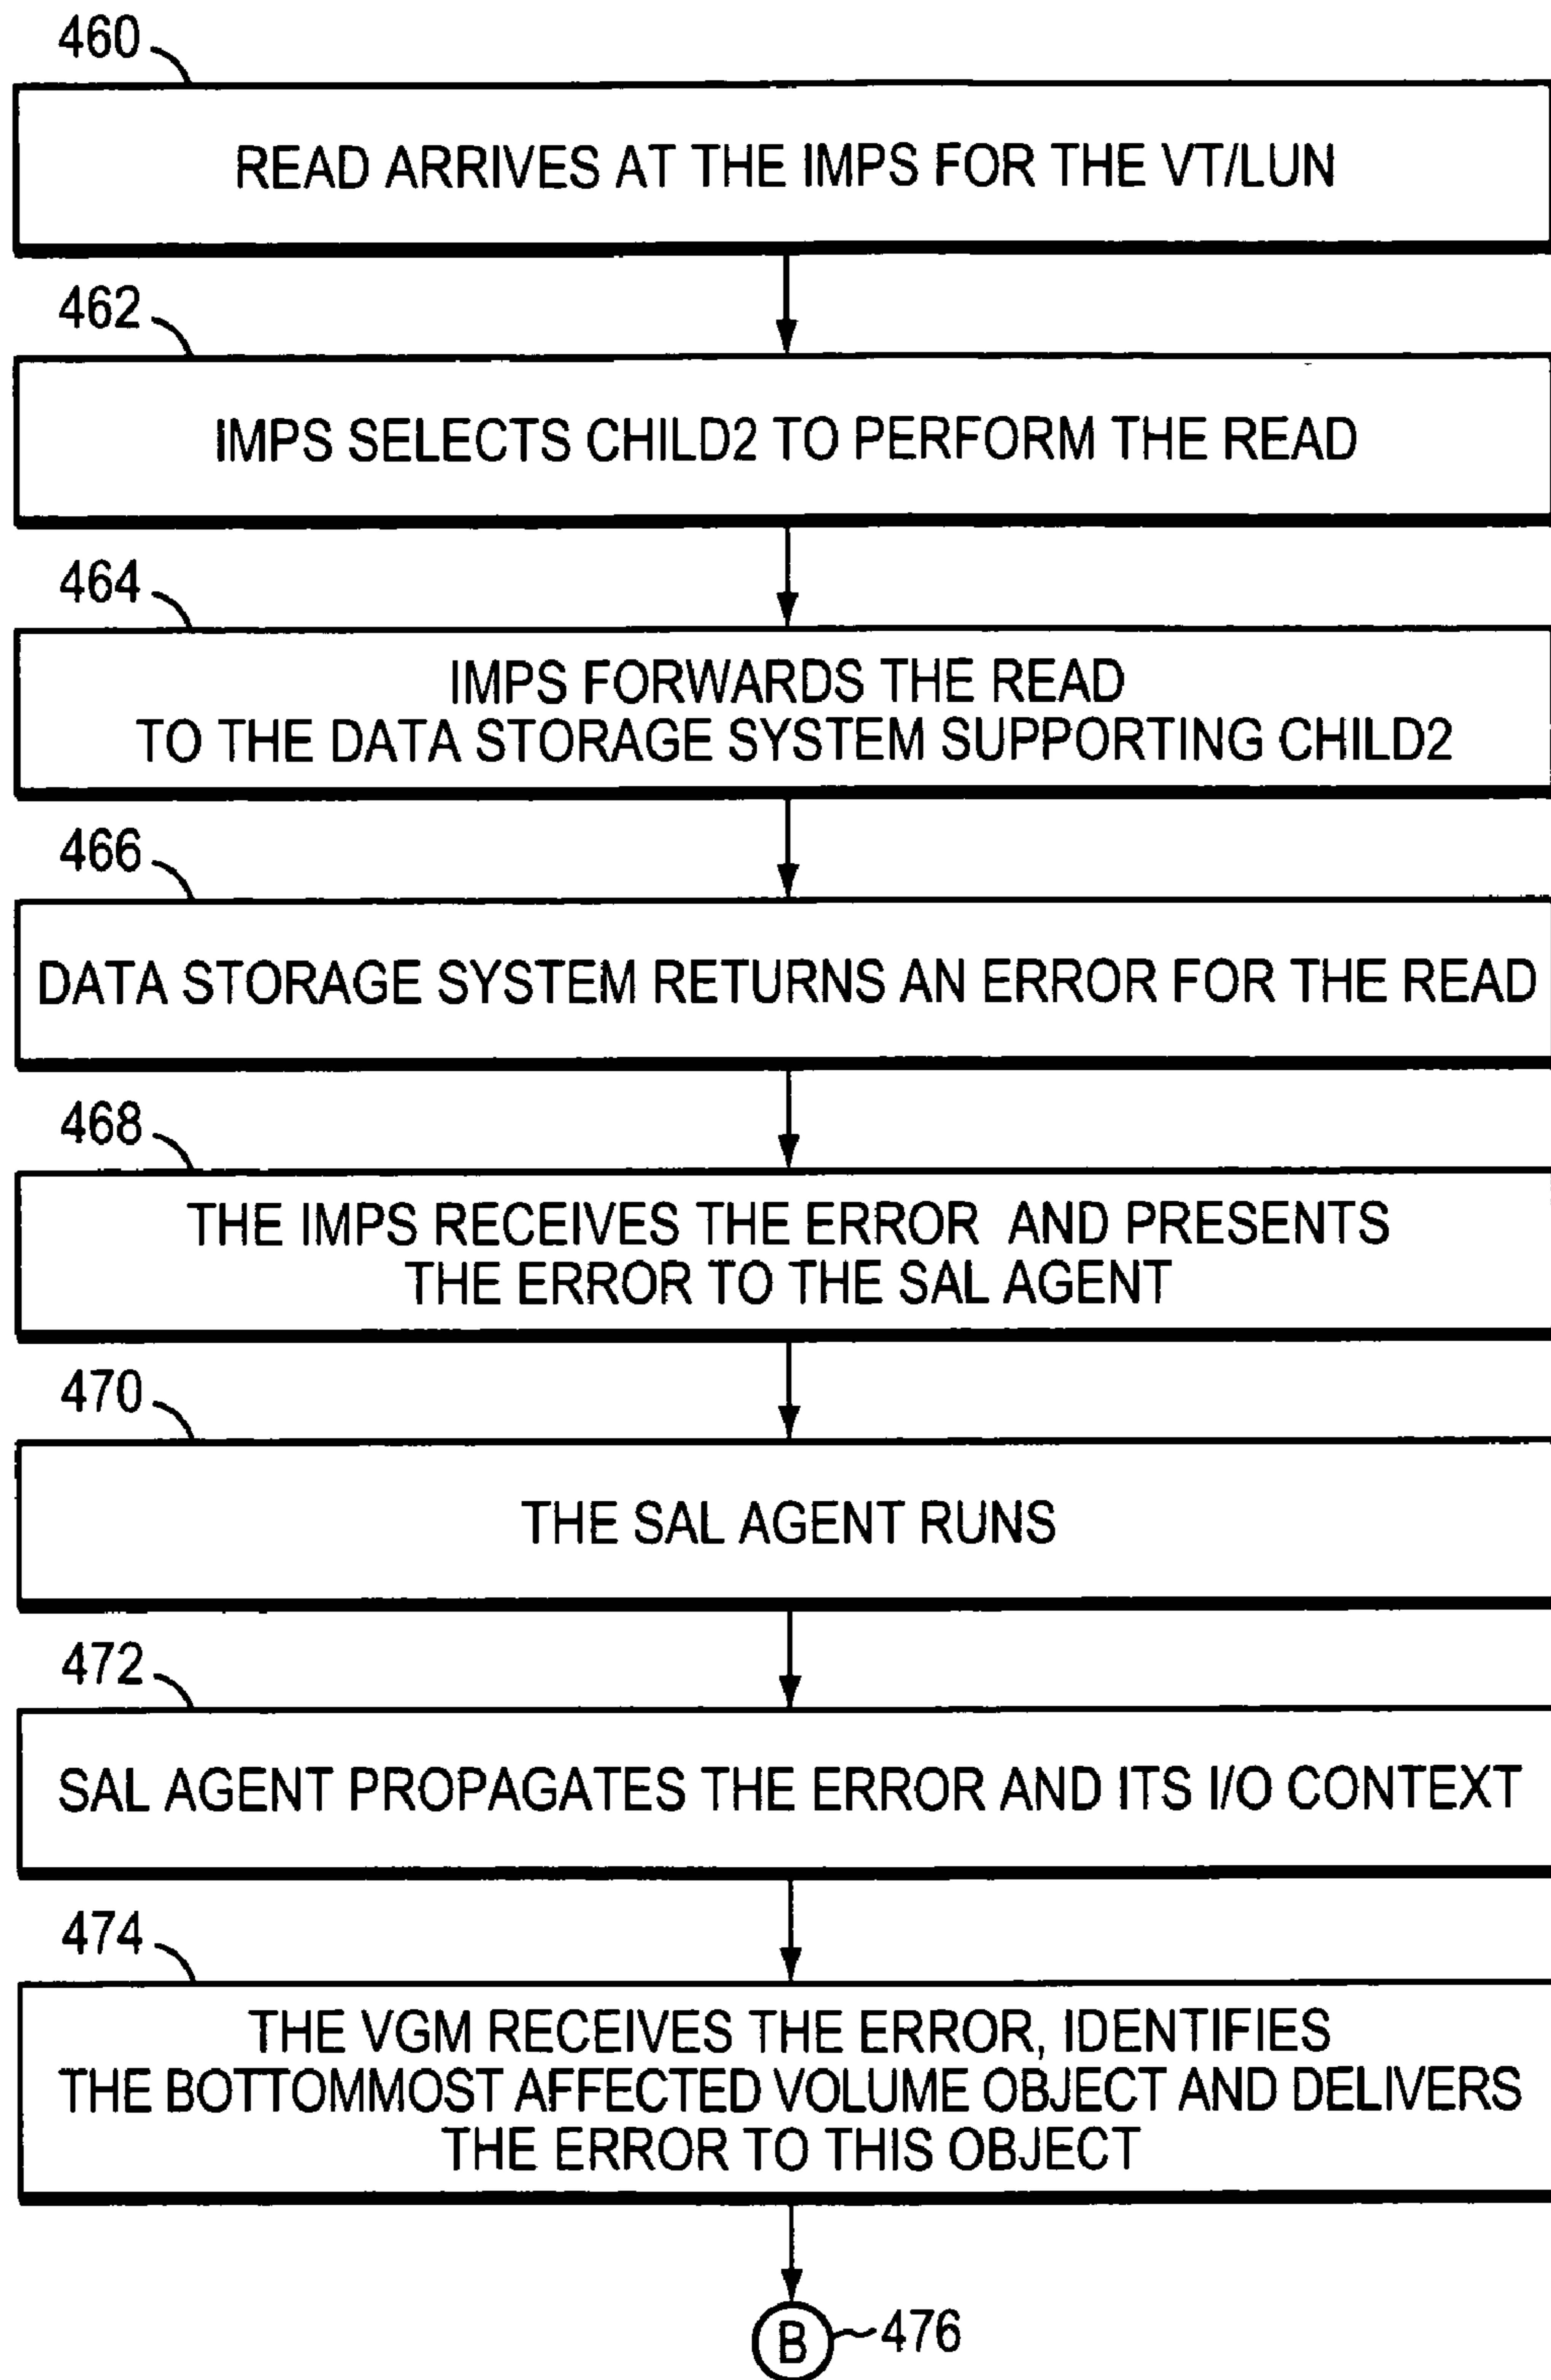 460
READ ARRIVES AT THE IMPS FOR THE VT/LUN
462
IMPS SELECTS CHILD2 TO PERFORM THE READ
464
IMPS FORWARDS THE READ
TO THE DATA STORAGE SYSTEM SUPPORTING CHILD2
466
DATA STORAGE SYSTEM RETURNS AN ERROR FOR THE READ
468
THE IMPS RECEIVES THE ERROR AND PRESENTS
THE ERROR TO THE SAL AGENT
470
THE SAL AGENT RUNS
472
SAL AGENT PROPAGATES THE ERROR AND ITS I/O CONTEXT
474
THE VGM RECEIVES THE ERROR, IDENTIFIES
THE BOTTOMMOST AFFECTED VOLUME OBJECT AND DELIVERS
THE ERROR TO THIS OBJECT
B 476